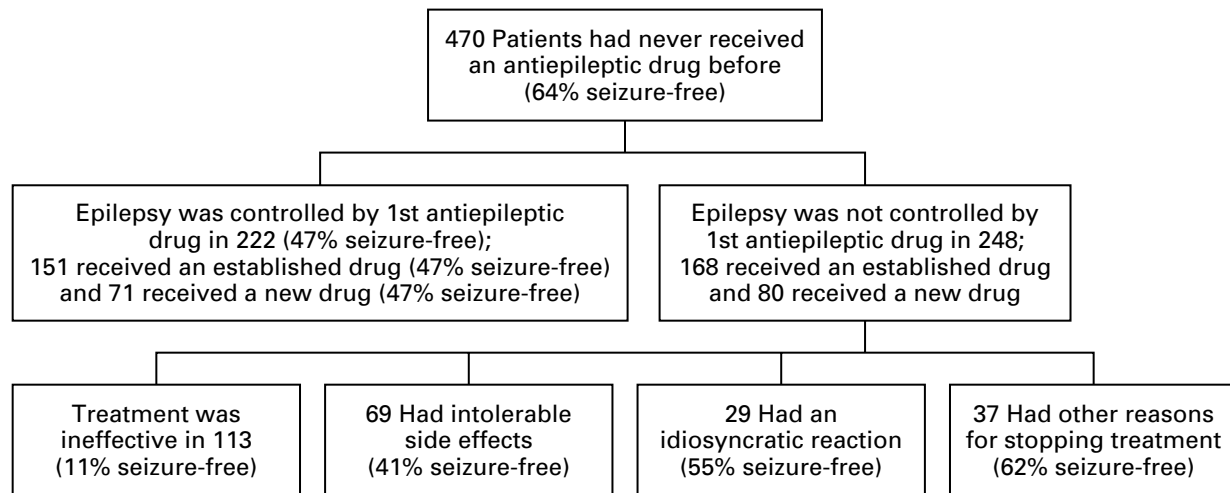 470 Patients had never received
an antiepileptic drug before
(64% seizure-free)
Epilepsy was controlled by 1st antiepileptic
drug in 222 (47% seizure-free);
151 received an established drug (47% seizure-free)
and 71 received a new drug (47% seizure-free)
Epilepsy was not controlled by
1st antiepileptic drug in 248;
168 received an established drug
and 80 received a new drug
Treatment was
ineffective in 113
(11% seizure-free)
69 Had intolerable
side effects
(41% seizure-free)
29 Had an
idiosyncratic reaction
(55% seizure-free)
37 Had other reasons
for stopping treatment
(62% seizure-free)